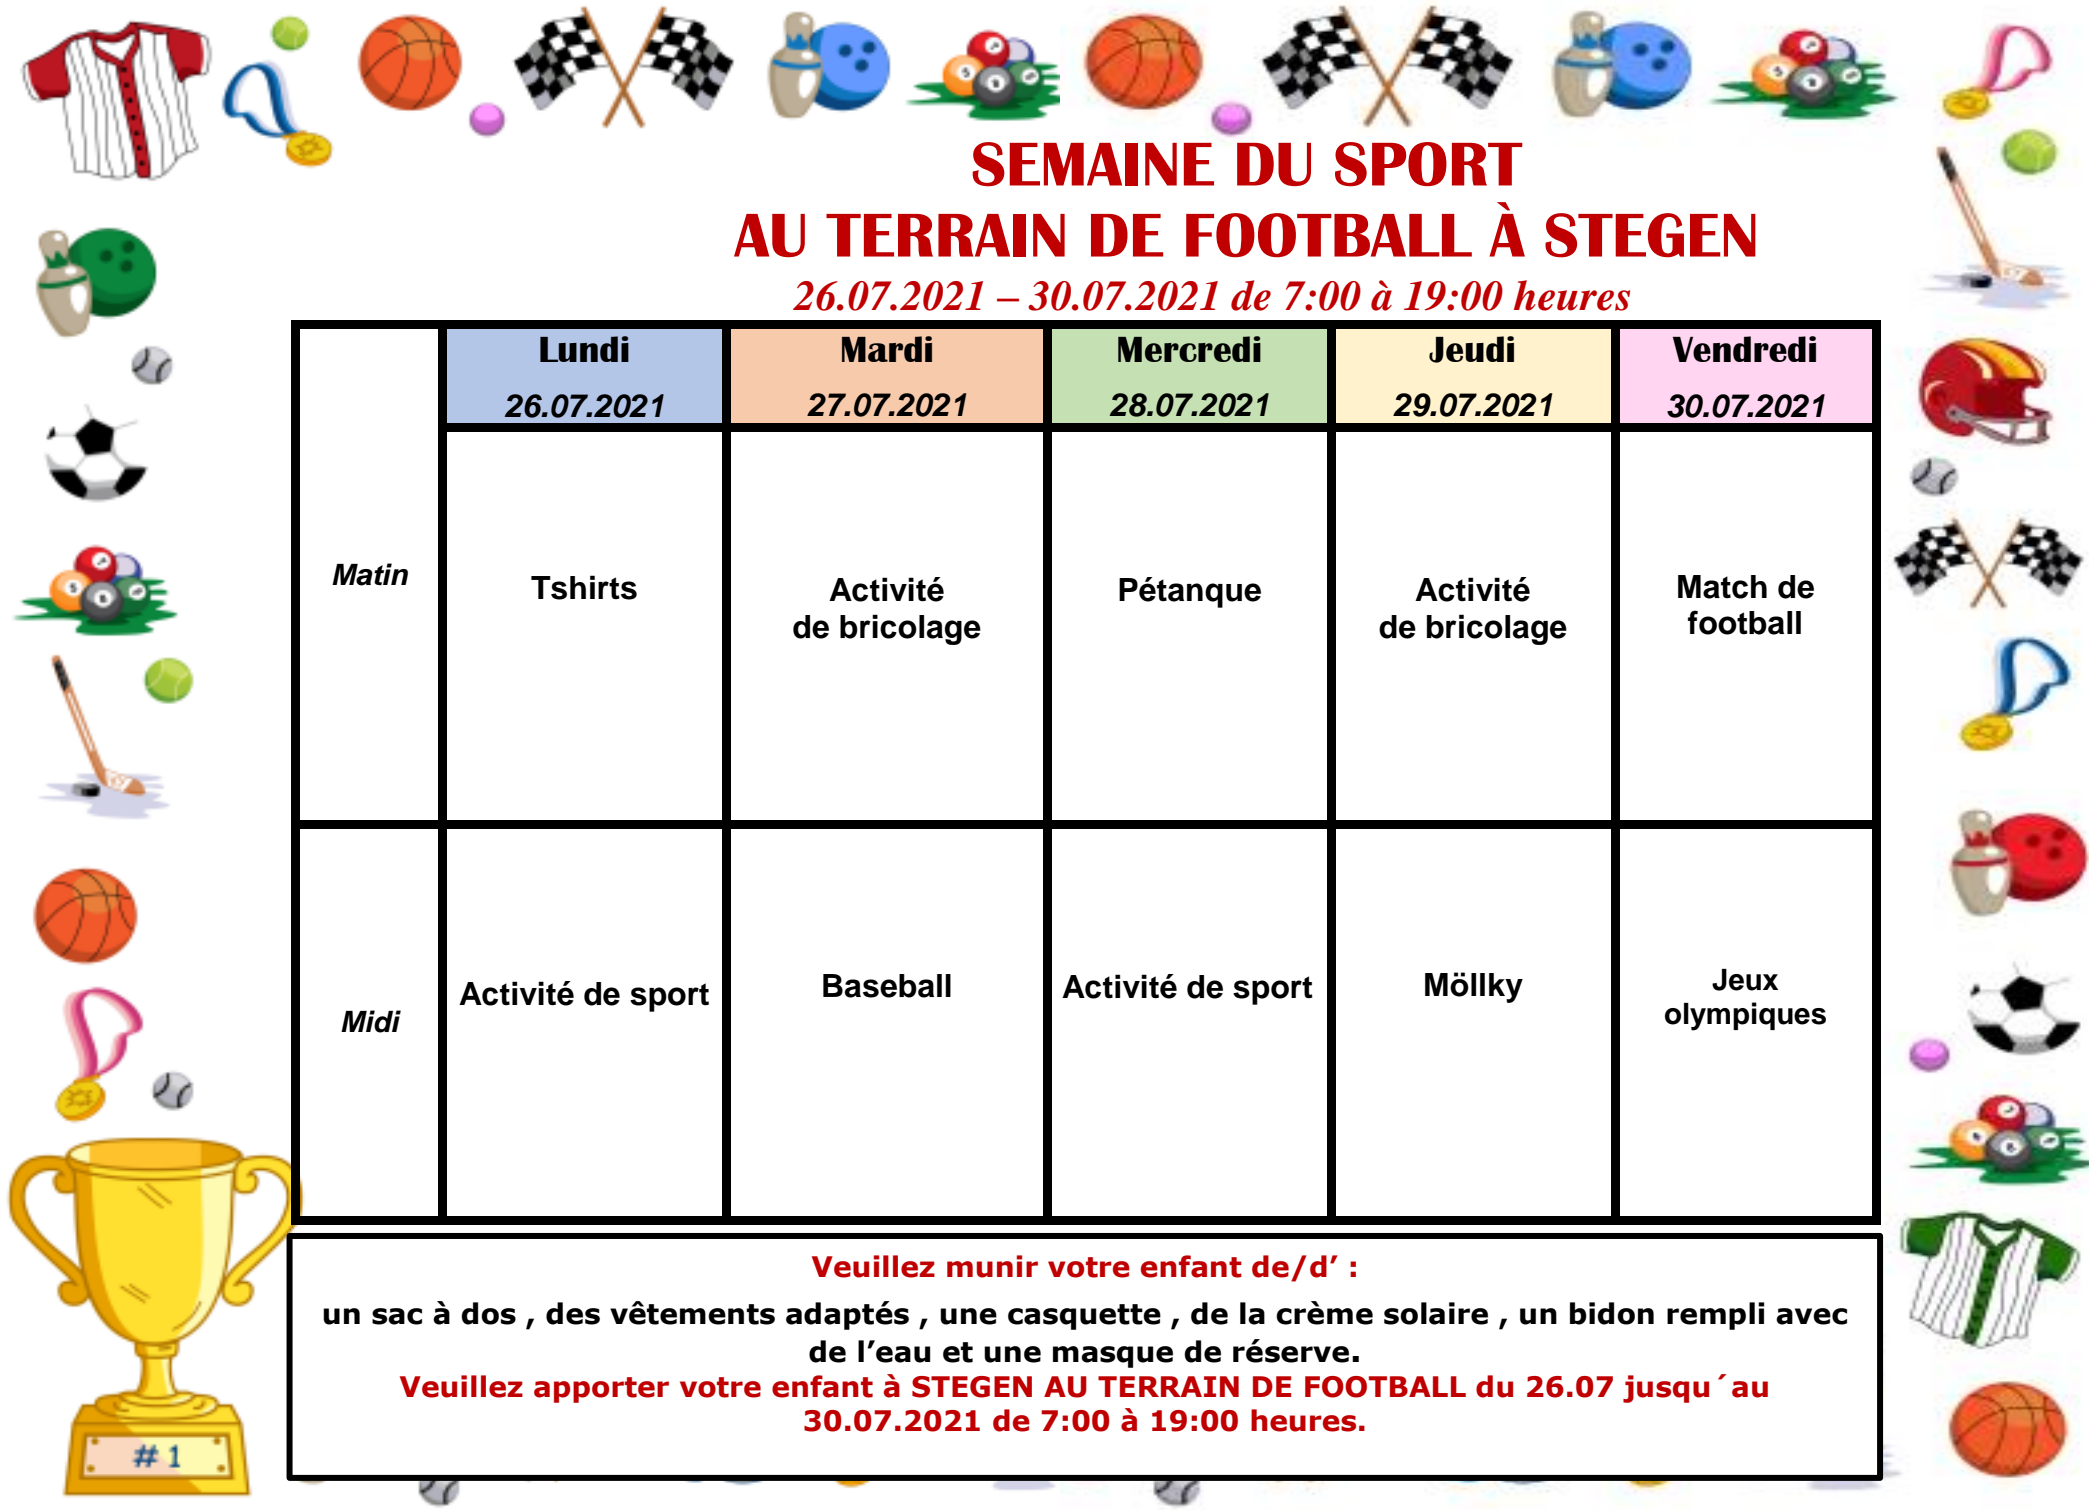 SEMAINE DU SPORT
AU TERRAIN DE FOOTBALL À STEGEN
26.07.2021 – 30.07.2021 de 7:00 à 19:00 heures
Lundi
26.07.2021
Mardi
27.07.2021
Mercredi
28.07.2021
Jeudi
29.07.2021
Vendredi
30.07.2021
Matin
Tshirts
Activité
de bricolage
Pétanque
Activité
de bricolage
Match de
football
Midi
Activité de sport
Baseball
Activité de sport
Möllky
Jeux
olympiques
Veuillez munir votre enfant de/d’ :
un sac à dos , des vêtements adaptés , une casquette , de la crème solaire , un bidon rempli avec
de l’eau et une masque de réserve.
Veuillez apporter votre enfant à STEGEN AU TERRAIN DE FOOTBALL du 26.07 jusqu´au
30.07.2021 de 7:00 à 19:00 heures.
# 1